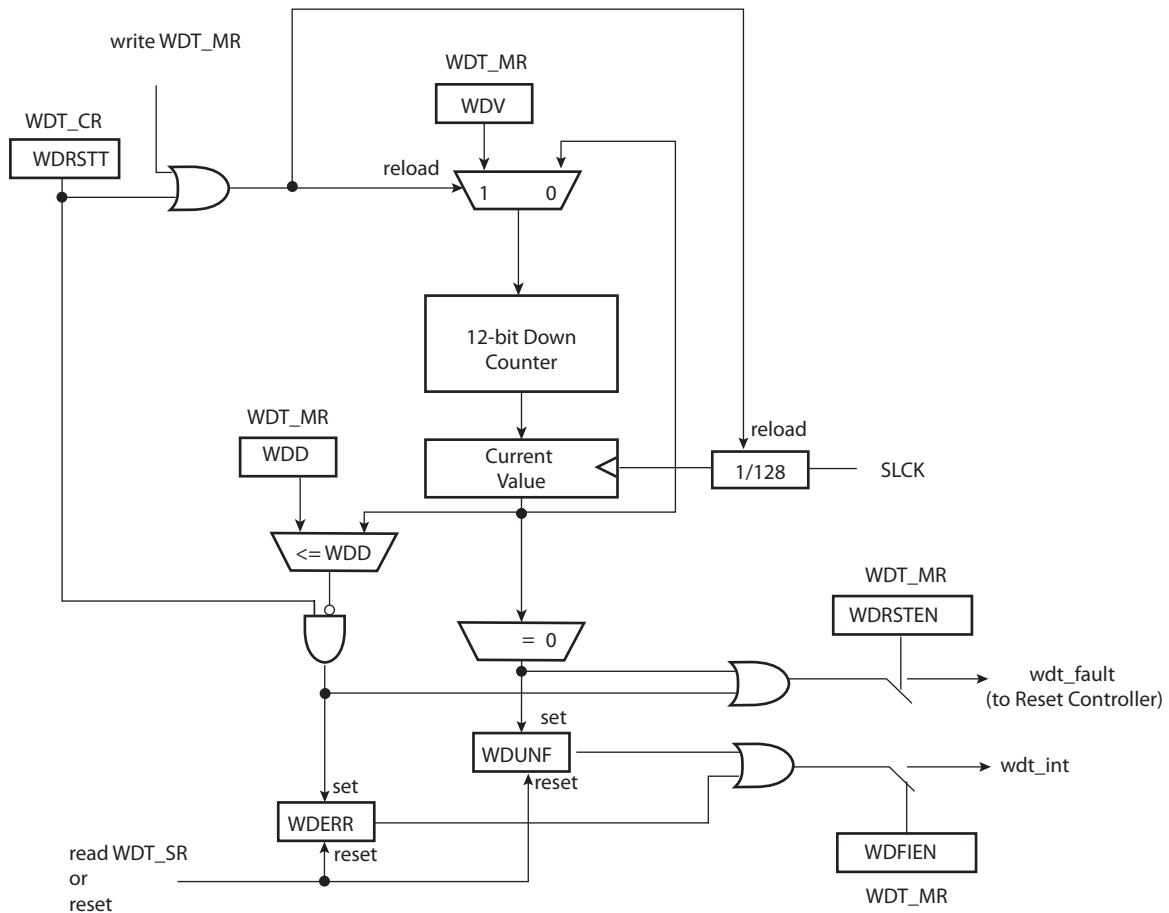 write WDT_MR
WDT_MR
WDV
WDT_CR
WDRSTT
reload
1 0
12-bit Down
Counter
WDT_MR
WDD
reload
Current
Value
1/128
SLCK
<= WDD
WDT_MR
WDRSTEN
= 0
wdt_fault
(to Reset Controller)
set
WDUNF
reset
wdt_int
set
WDERR
reset
WDFIEN
WDT_MR
read WDT_SR
or
reset